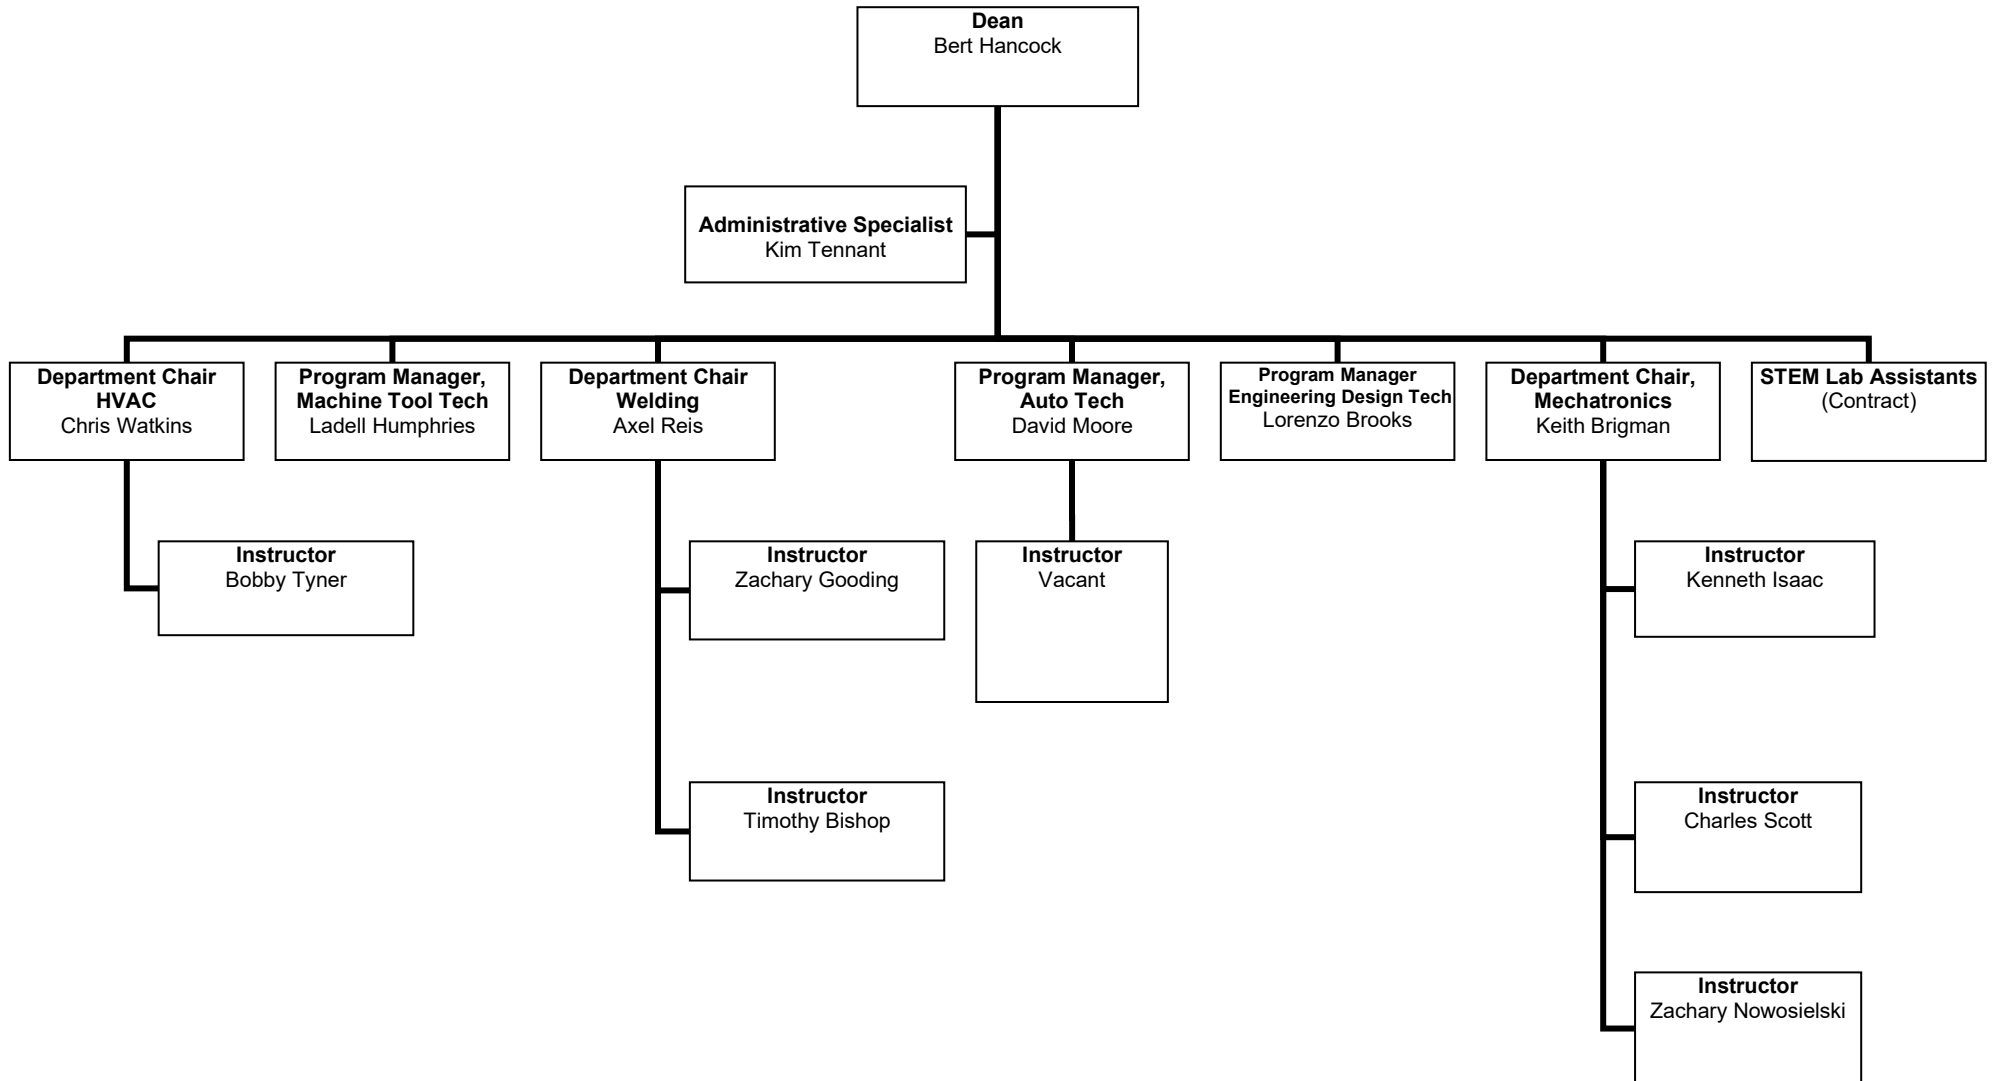 Dean
Bert Hancock
Administrative Specialist
Kim Tennant
Department Chair
HVAC
Chris Watkins
Program Manager,
Machine Tool Tech
Ladell Humphries
Department Chair
Welding
Axel Reis
Program Manager,
Auto Tech
David Moore
Program Manager
Engineering Design Tech
Lorenzo Brooks
Department Chair,
Mechatronics
Keith Brigman
STEM Lab Assistants
(Contract)
Instructor
Bobby Tyner
Instructor
Zachary Gooding
Instructor
Vacant
Instructor
Kenneth Isaac
Instructor
Timothy Bishop
Instructor
Charles Scott
Instructor
Zachary Nowosielski